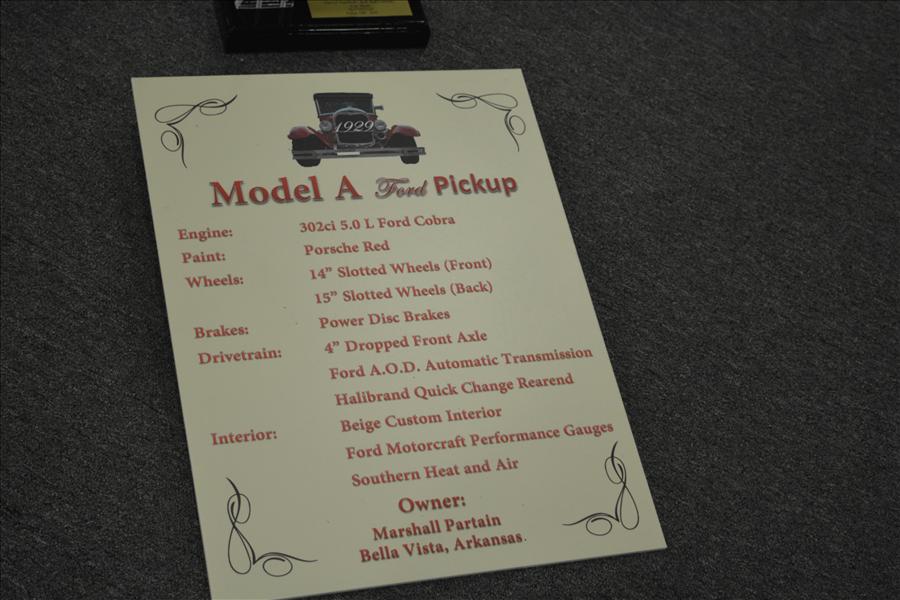 1929
Model A Ford Pickup
Engine: 302ci 5.0 L Ford Cobra
Paint: Porsche Red
Wheels: 14” Slotted Wheels (Front)
15” Slotted Wheels (Back)
Brakes: Power Disc Brakes
Drivetrain: 4” Dropped Front Axle
Ford A.O.D. Automatic Transmission
Halibrand Quick Change Rearend
Interior: Beige Custom Interior
Ford Motorcraft Performance Gauges
Southern Heat and Air
Owner:
Marshall Partain
Bella Vista, Arkansas.